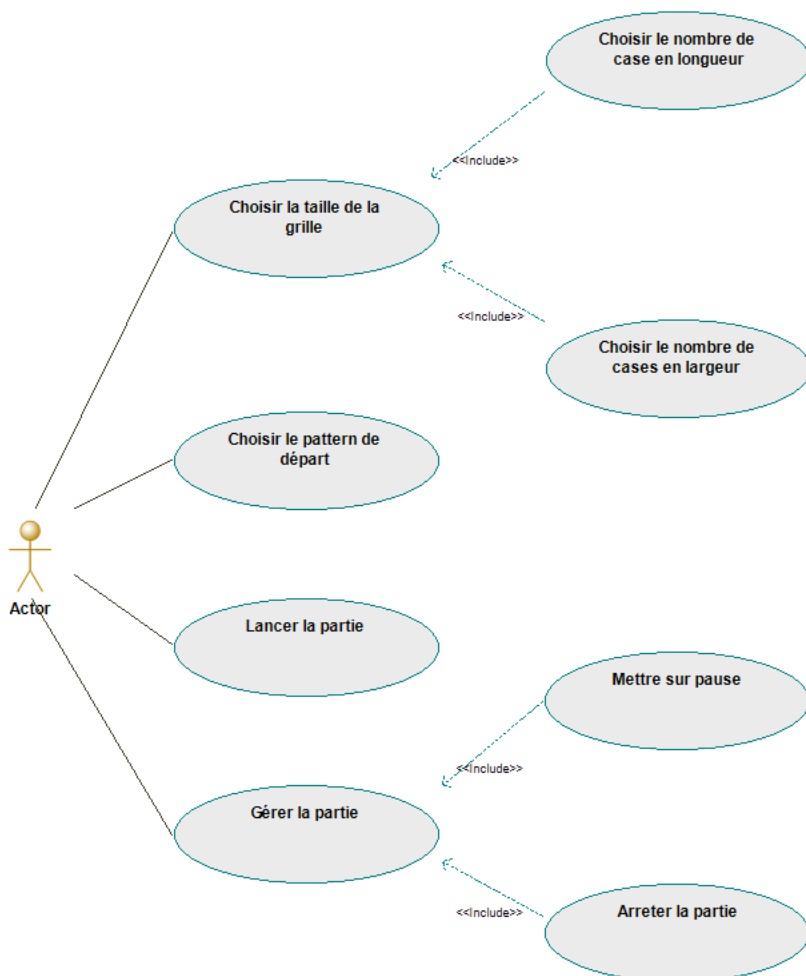 Choisir le nombre de
case en longueur
<<Include>>
Choisir la taille de la
grille
<<Include>>
Choisir le nombre de
cases en largeur
Choisir le pattern de
départ
Actor
Lancer la partie
Mettre sur pause
<<Include>>
Gérer la partie
<<Include>>
Arreter la partie